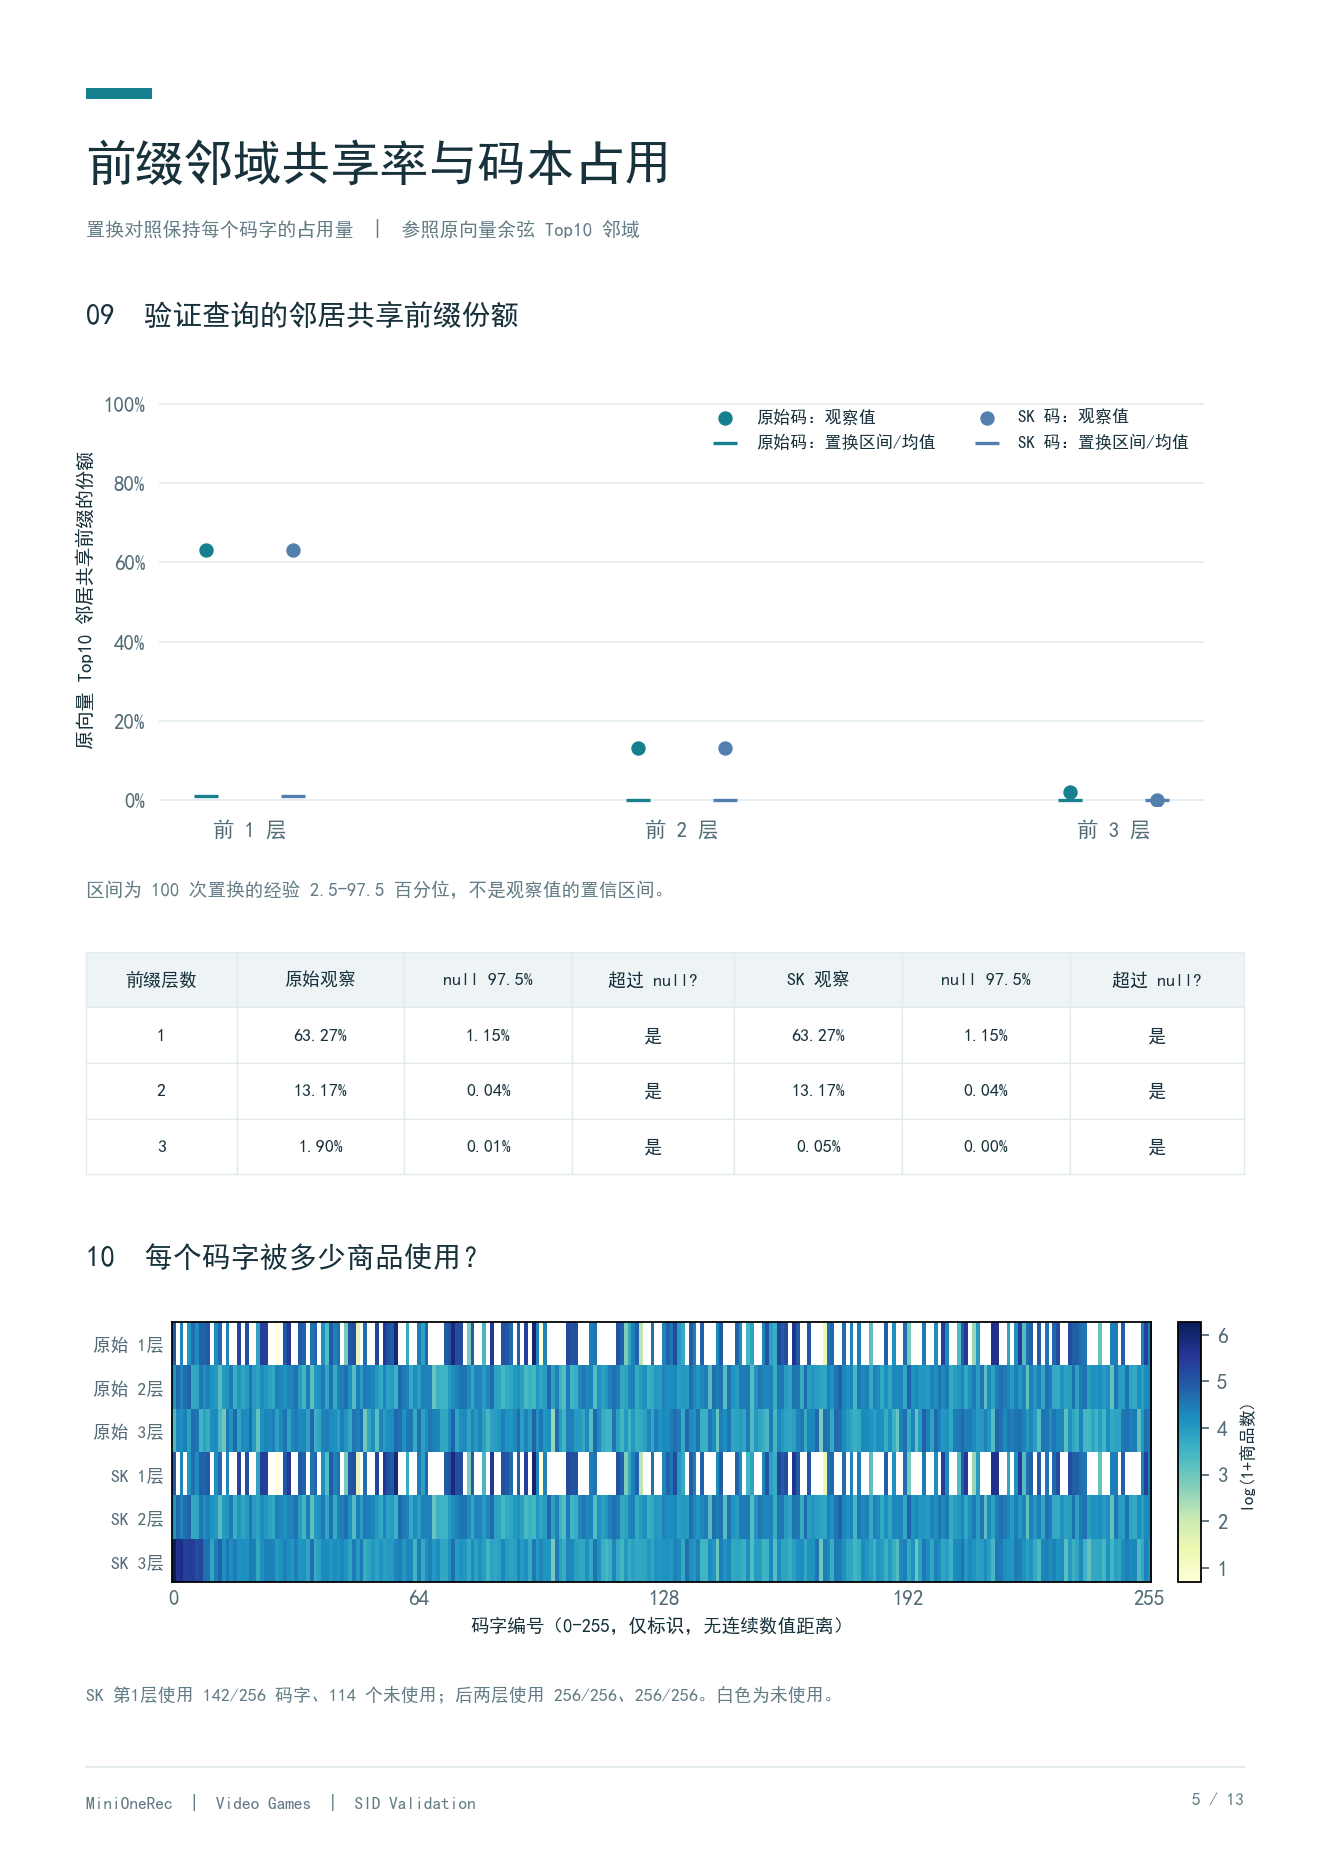 前缀邻域共享率与码本占用
置换对照保持每个码字的占用量 | 参照原向量余弦 Top10 邻域
09 验证查询的邻居共享前缀份额
原向量 Top10 邻居共享前缀的份额
100%
80%
60%
40%
20%
0%
原始码：观察值 SK 码：观察值
原始码：置换区间/均值 SK 码：置换区间/均值
前 1 层 前 2 层 前 3 层
区间为 100 次置换的经验 2.5–97.5 百分位，不是观察值的置信区间。
前缀层数 原始观察 null 97.5% 超过 null? SK 观察 null 97.5% 超过 null?
1 63.27% 1.15% 是 63.27% 1.15% 是
2 13.17% 0.04% 是 13.17% 0.04% 是
3 1.90% 0.01% 是 0.05% 0.00% 是
10 每个码字被多少商品使用？
原始 1层
原始 2层
原始 3层
SK 1层
SK 2层
SK 3层
0 64 128 192 255
码字编号（0–255，仅标识，无连续数值距离）
6
5
4
3
2
1
log(1+商品数)
SK 第1层使用 142/256 码字、114 个未使用；后两层使用 256/256、256/256。白色为未使用。
MiniOneRec | Video Games | SID Validation
5 / 13